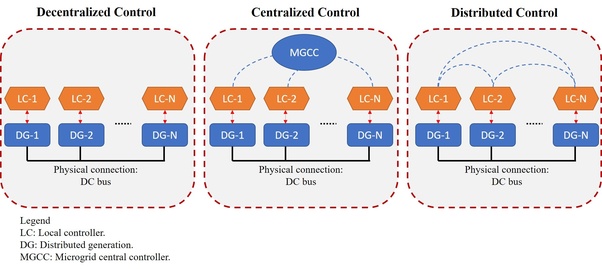 Decentralized Control
Centralized Control
Distributed Control
MGCC
LC-1 LC-2 LC-N
LC-1 LC-2 LC-N
LC-1 LC-2 LC-N
DG-1 DG-2 ...... DG-N
DG-1 DG-2 ...... DG-N
DG-1 DG-2 ...... DG-N
Physical connection:
DC bus
Physical connection:
DC bus
Physical connection:
DC bus
Legend
LC: Local controller.
DG: Distributed generation.
MGCC: Microgrid central controller.